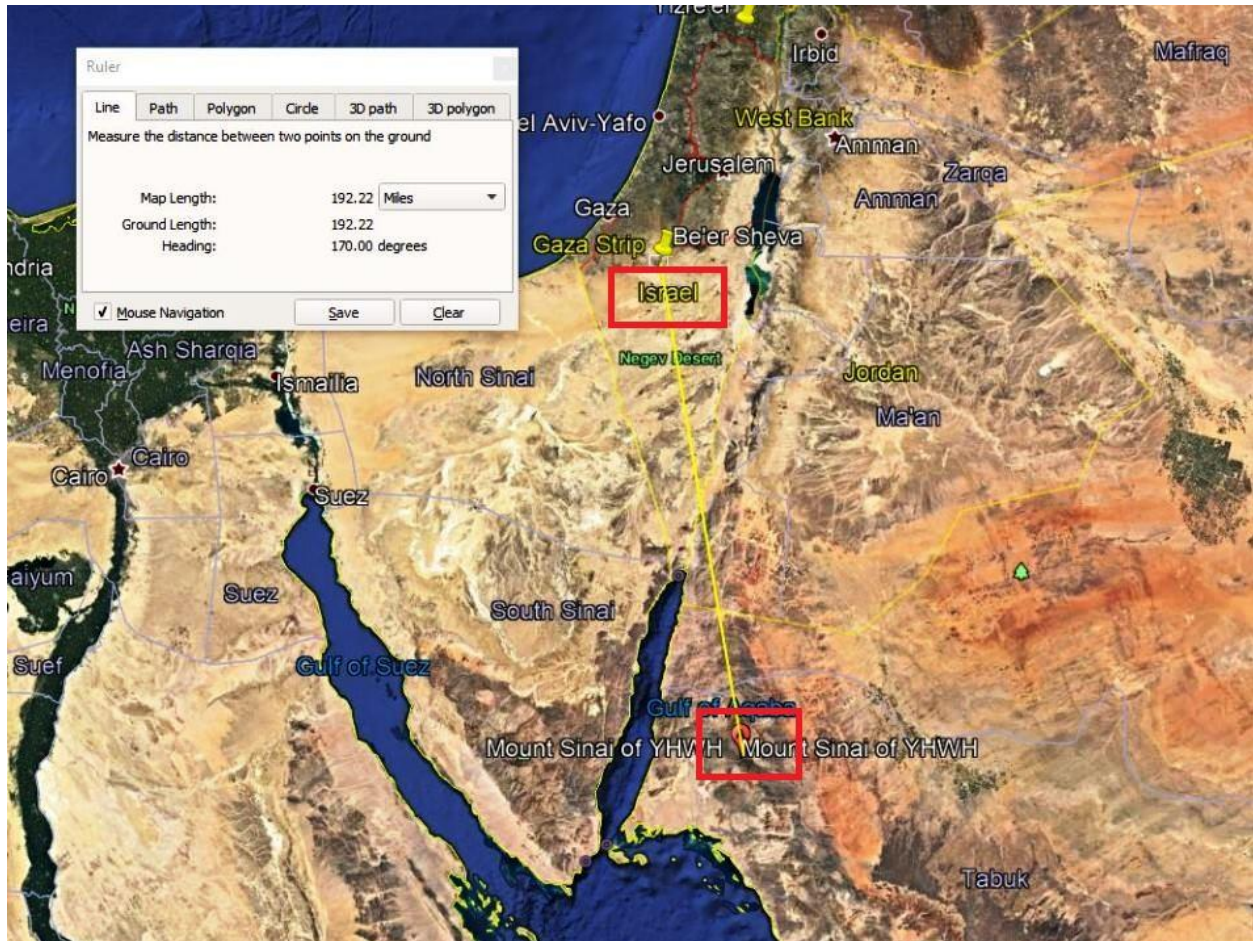 Yizre'el
Irbid
Mafraq
Ruler
Line Path Polygon Circle 3D path 3D polygon
Measure the distance between two points on the ground
Map Length: 192.22 Miles
Ground Length: 192.22
Heading: 170.00 degrees
Mouse Navigation Save Clear
el Aviv-Yafo
West Bank
Amman
Jerusalem
Zarqa
Amman
Gaza
Gaza Strip
Be'er Sheva
ndria
Israel
N
eira
Ash Sharqia
Menofia
Negev Desert
Ismailia
North Sinai
Jordan
Ma'an
Cairo
Cairo
Suez
aiyum
Suez
South Sinai
Suef
Gulf of Suez
Gulf of Aqaba
Mount Sinai of YHWH Mount Sinai of YHWH
Tabuk